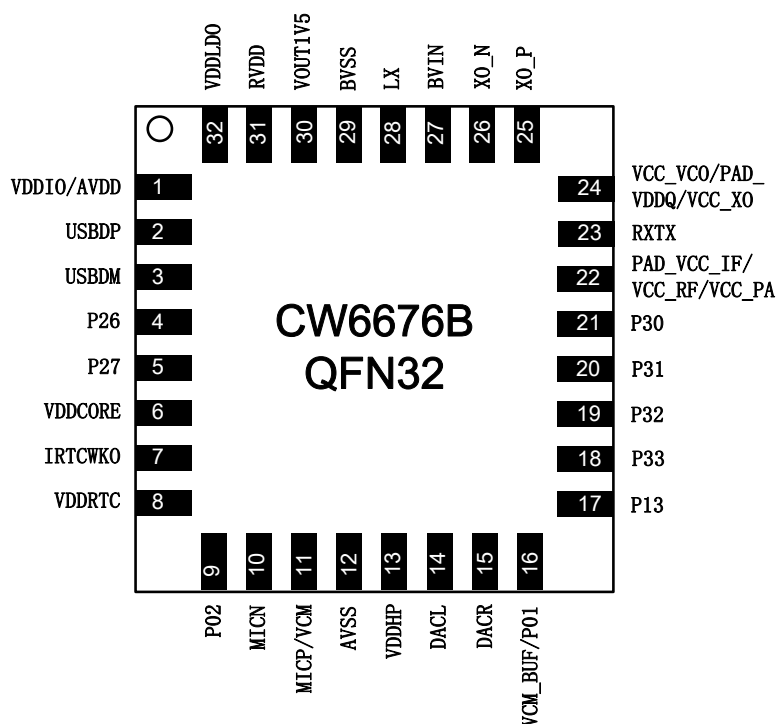 VDDLDO
RVDD
VOUT1V5
BVSS
LX
BVIN
XO_N
XO_P
32
31
30
29
28
27
26
25
VDDIO/AVDD
1
USBDP
2
USBDM
3
P26
4
P27
5
VDDCORE
6
IRTCWKO
7
VDDRTC
8
CW6676B
QFN32
24
VCC_VCO/PAD_
VDDQ/VCC_XO
23
RXTX
22
PAD_VCC_IF/
VCC_RF/VCC_PA
21
P30
20
P31
19
P32
18
P33
17
P13
9
10
11
12
13
14
15
16
P02
MICN
MICP/VCM
AVSS
VDDHP
DACL
DACR
VCM_BUF/P01